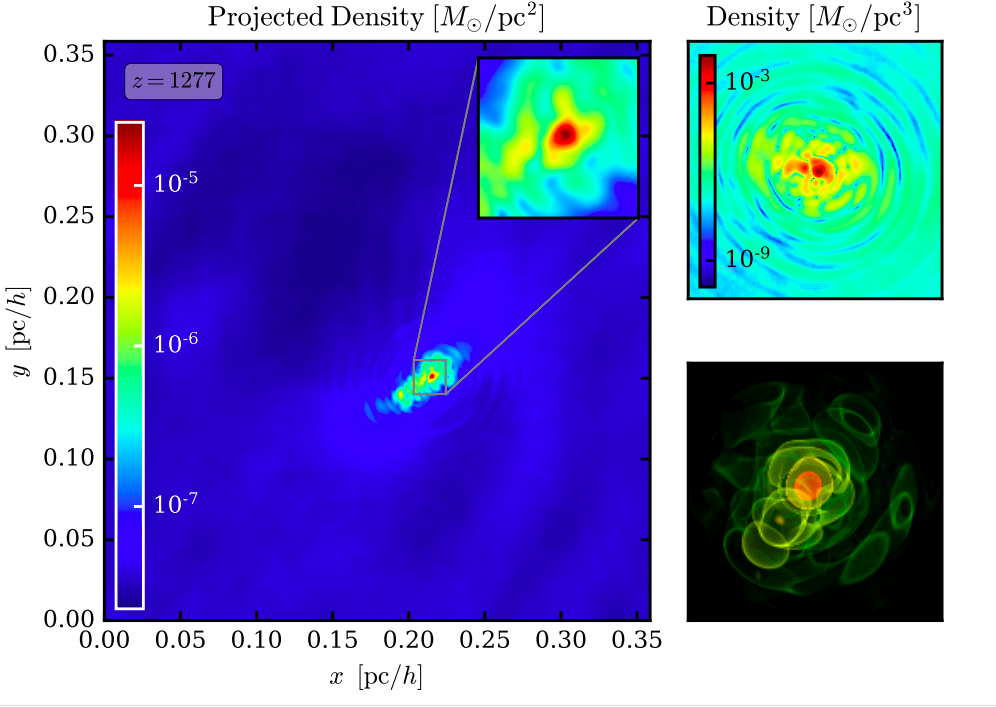 Projected Density [M⊙/pc²]
Density [M⊙/pc³]
z = 1277
10⁻⁵
10⁻⁶
10⁻⁷
10⁻³
10⁻⁹
0.35
0.30
0.25
0.20
0.15
0.10
0.05
0.00
y [pc/h]
0.00 0.05 0.10 0.15 0.20 0.25 0.30 0.35
x [pc/h]